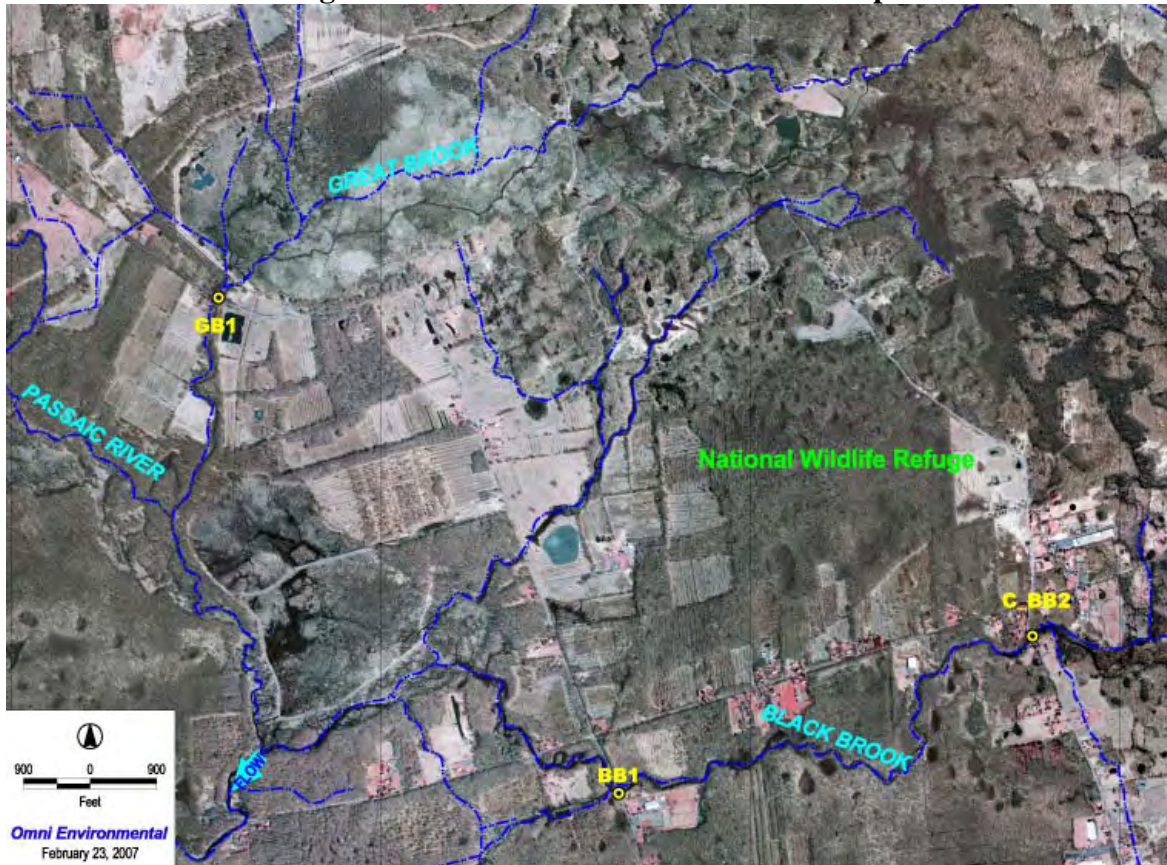 GREAT BROOK
GB1
PASSAIC RIVER
National Wildlife Refuge
C_BB2
BLACK BROOK
BB1
FLOW
900 0 900
Feet
Omni Environmental
February 23, 2007